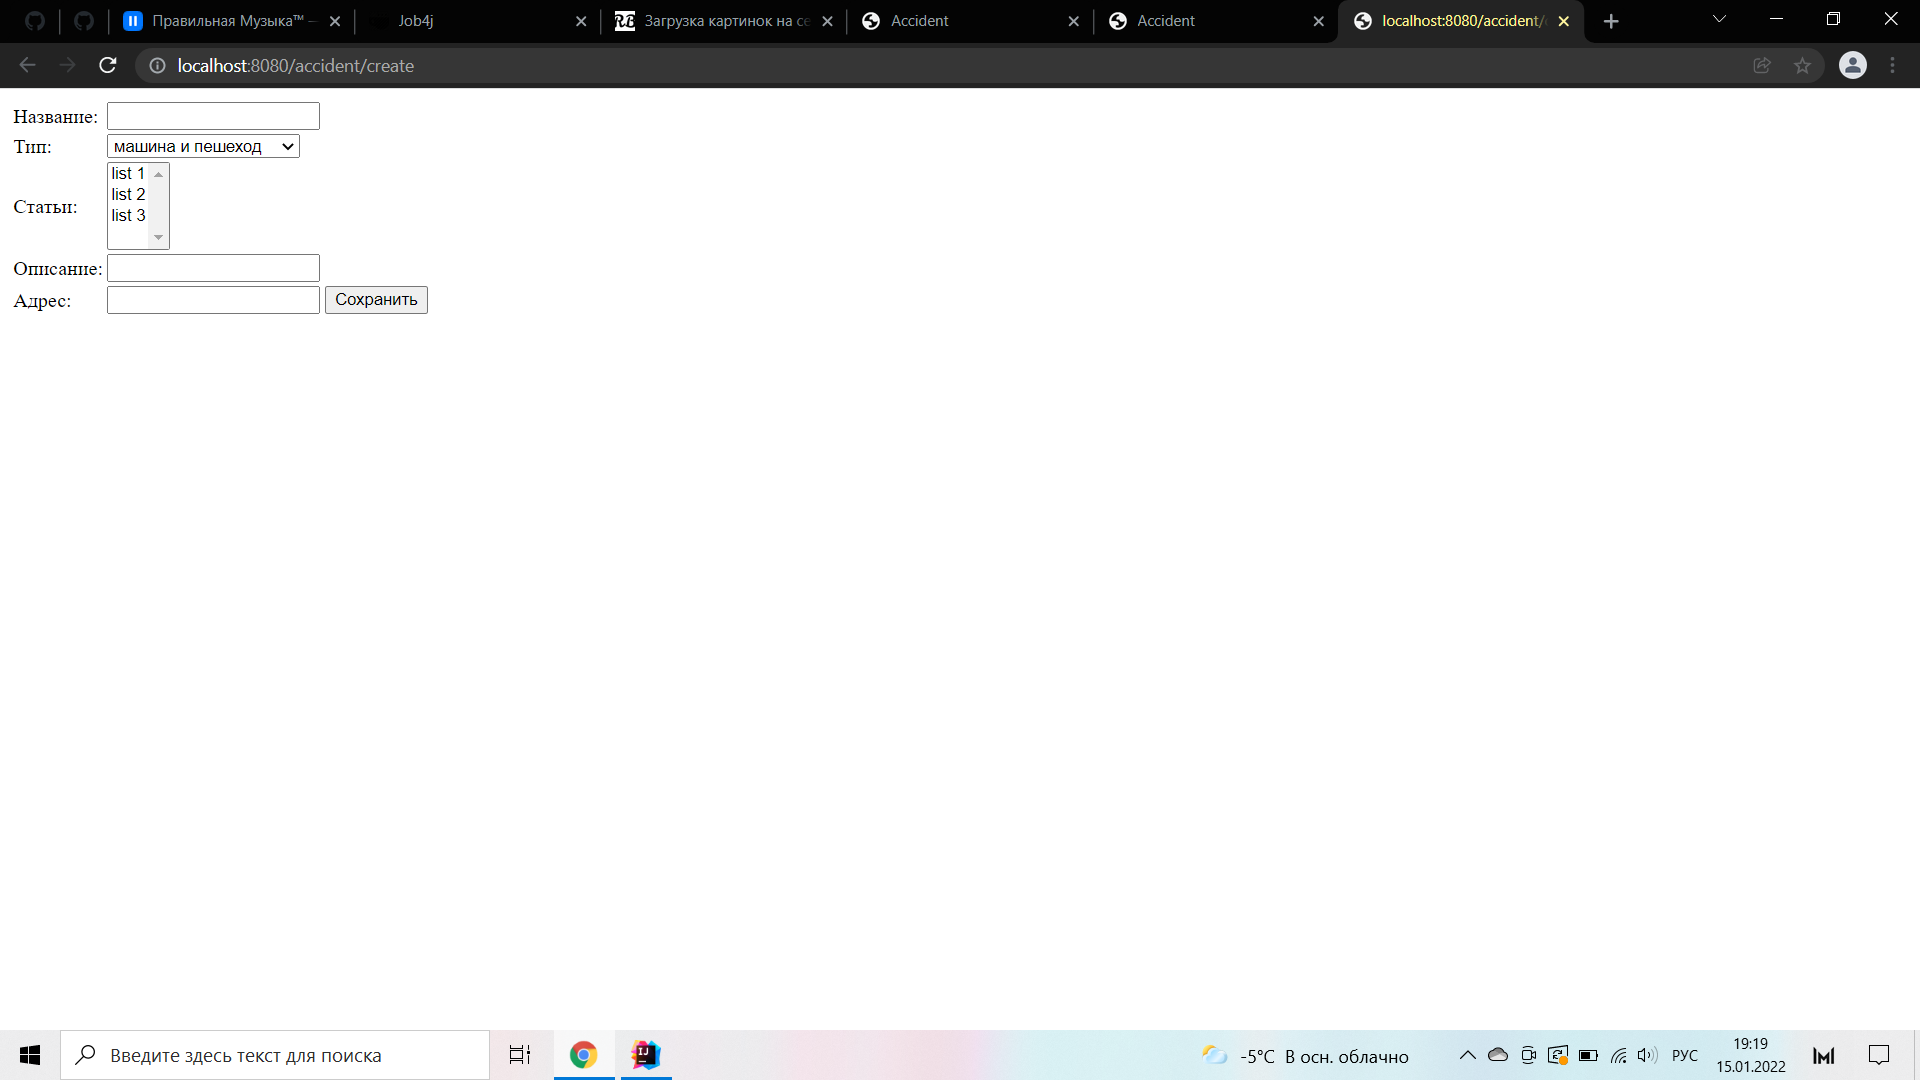 Правильная Музыка™ –
Job4j
Загрузка картинок на се
Accident
Accident
localhost:8080/accident/
localhost:8080/accident/create
Название:
Тип: машина и пешеход
Статьи:
list 1
list 2
list 3
Описание:
Адрес: Сохранить
Введите здесь текст для поиска
-5°C В осн. облачно
РУС
19:19
15.01.2022